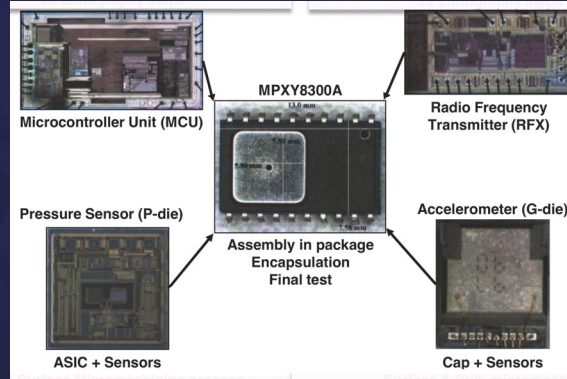 MPXY8300A
13.0 mm
5.80 mm
5.80 mm
7.56 mm
Microcontroller Unit (MCU)
Radio Frequency
Transmitter (RFX)
Pressure Sensor (P-die)
Accelerometer (G-die)
Assembly in package
Encapsulation
Final test
ASIC + Sensors
Cap + Sensors